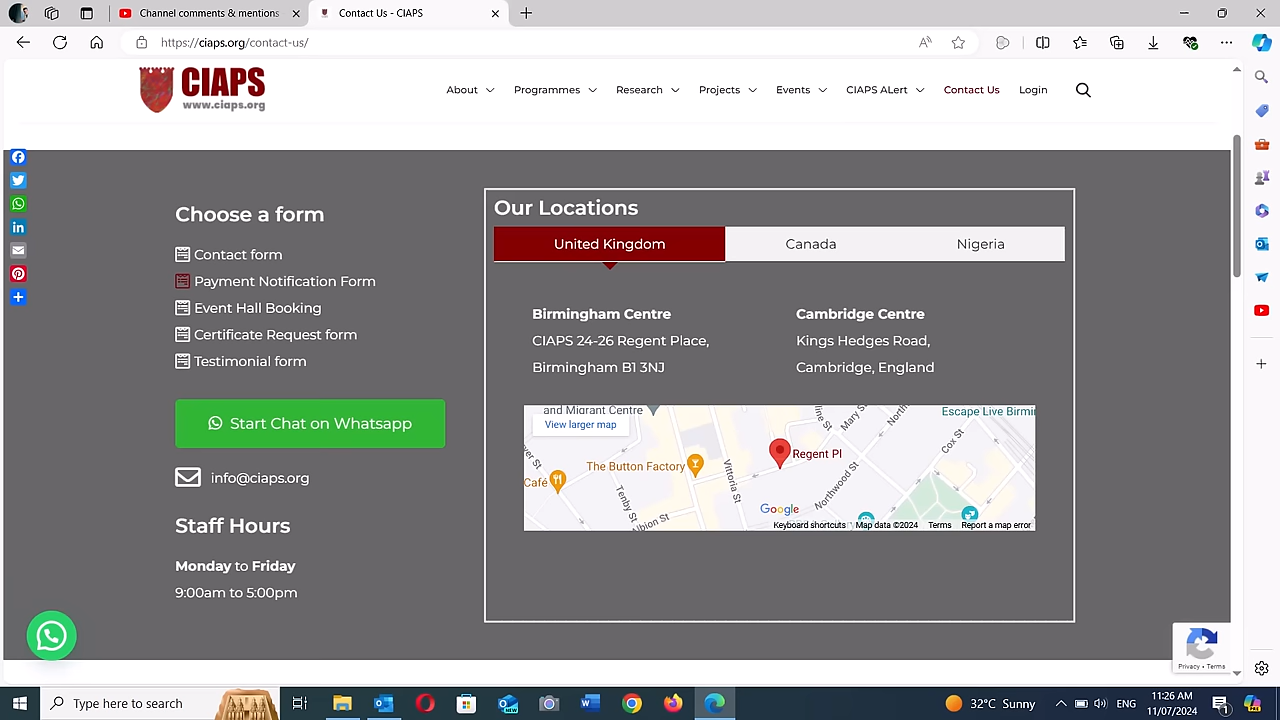 Channel comments & mentions
Contact Us - CIAPS
https://ciaps.org/contact-us/
CIAPS
www.ciaps.org
About
Programmes
Research
Projects
Events
CIAPS ALert
Contact Us
Login
Choose a form
Contact form
Payment Notification Form
Event Hall Booking
Certificate Request form
Testimonial form
Start Chat on Whatsapp
info@ciaps.org
Staff Hours
Monday to Friday
9:00am to 5:00pm
Our Locations
United Kingdom
Canada
Nigeria
Birmingham Centre
CIAPS 24-26 Regent Place,
Birmingham B1 3NJ
Cambridge Centre
Kings Hedges Road,
Cambridge, England
and Migrant Centre
View larger map
The Button Factory
Café
Tenby St
Albion St
Vittoria St
Regent Pl
Northwood St
Mary St
Cox St
Escape Live Birmi
Google
Keyboard shortcuts
Map data ©2024
Terms
Report a map error
Privacy - Terms
Type here to search
32°C Sunny
ENG
11:26 AM
11/07/2024